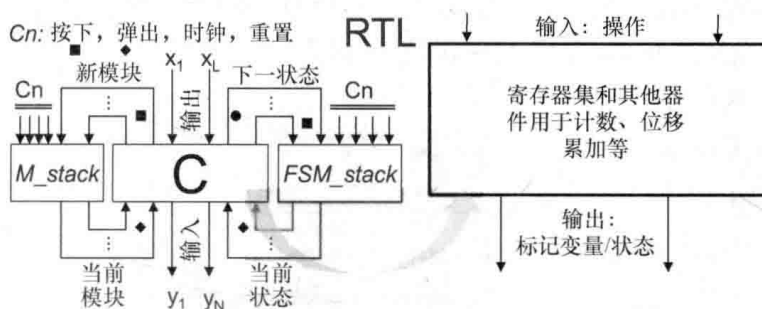 Cn: 按下，弹出，时钟，重置
RTL
输入：操作
新模块
x1
xL
下一状态
Cn
输出
Cn
M_stack
C
FSM_stack
寄存器集和其他器
件用于计数、位移
累加等
输入
当前
模块
y1
yN
当前
状态
输出：
标记变量/状态